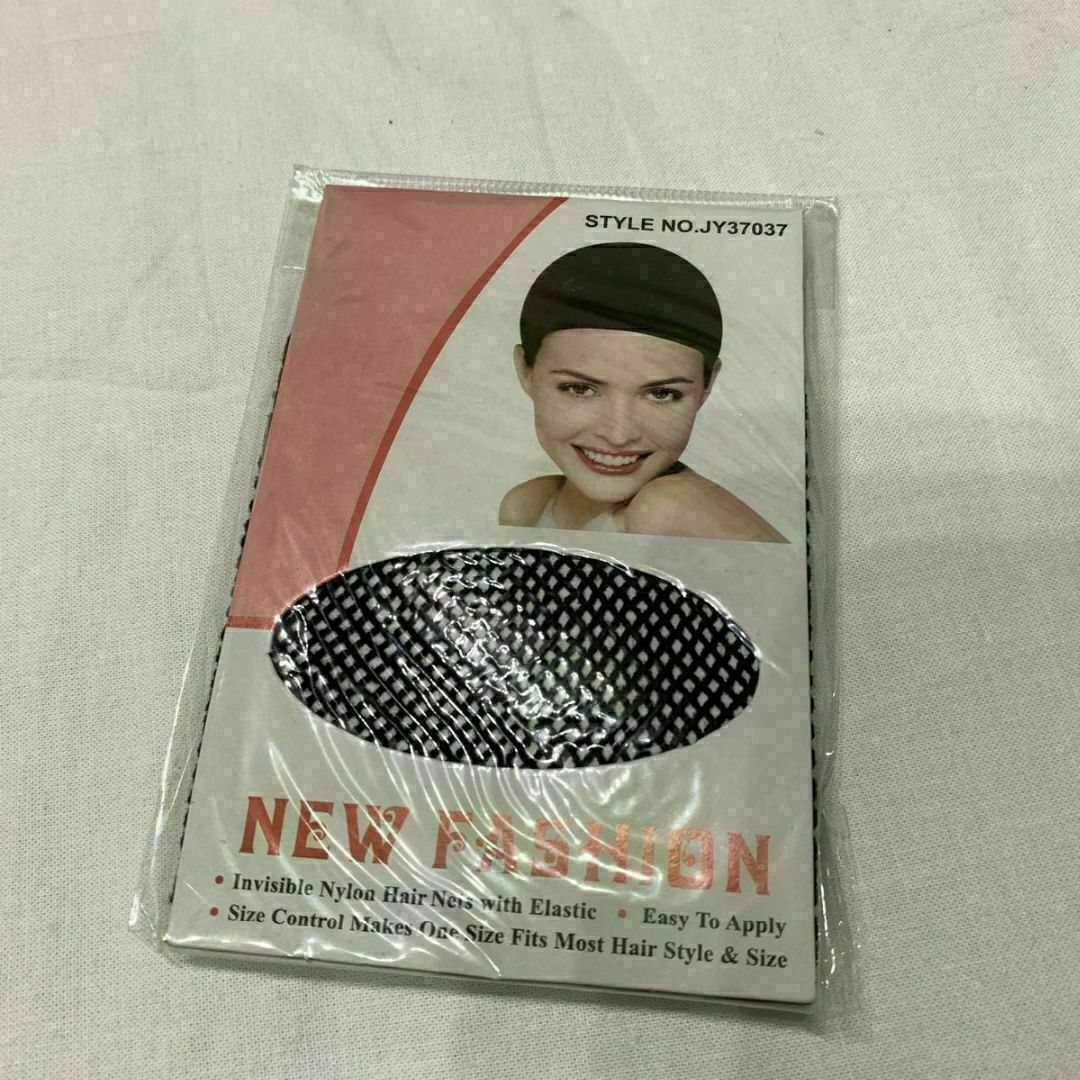 STYLE NO.JY37037
NEW FASHION
• Invisible Nylon Hair Nets with Elastic • Easy To Apply
• Size Control Makes One Size Fits Most Hair Style & Size